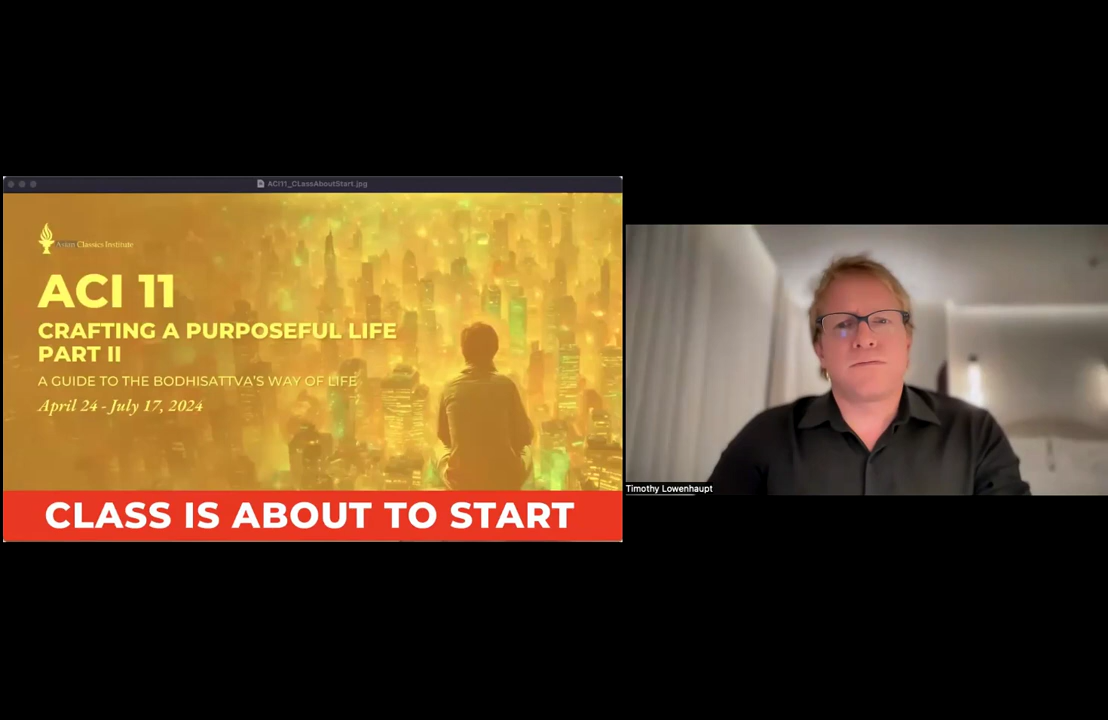 ACI11_CLassAboutStart.jpg
Asian Classics Institute
ACI 11
CRAFTING A PURPOSEFUL LIFE
PART II
A GUIDE TO THE BODHISATTVA'S WAY OF LIFE
April 24 - July 17, 2024
CLASS IS ABOUT TO START
Timothy Lowenhaupt